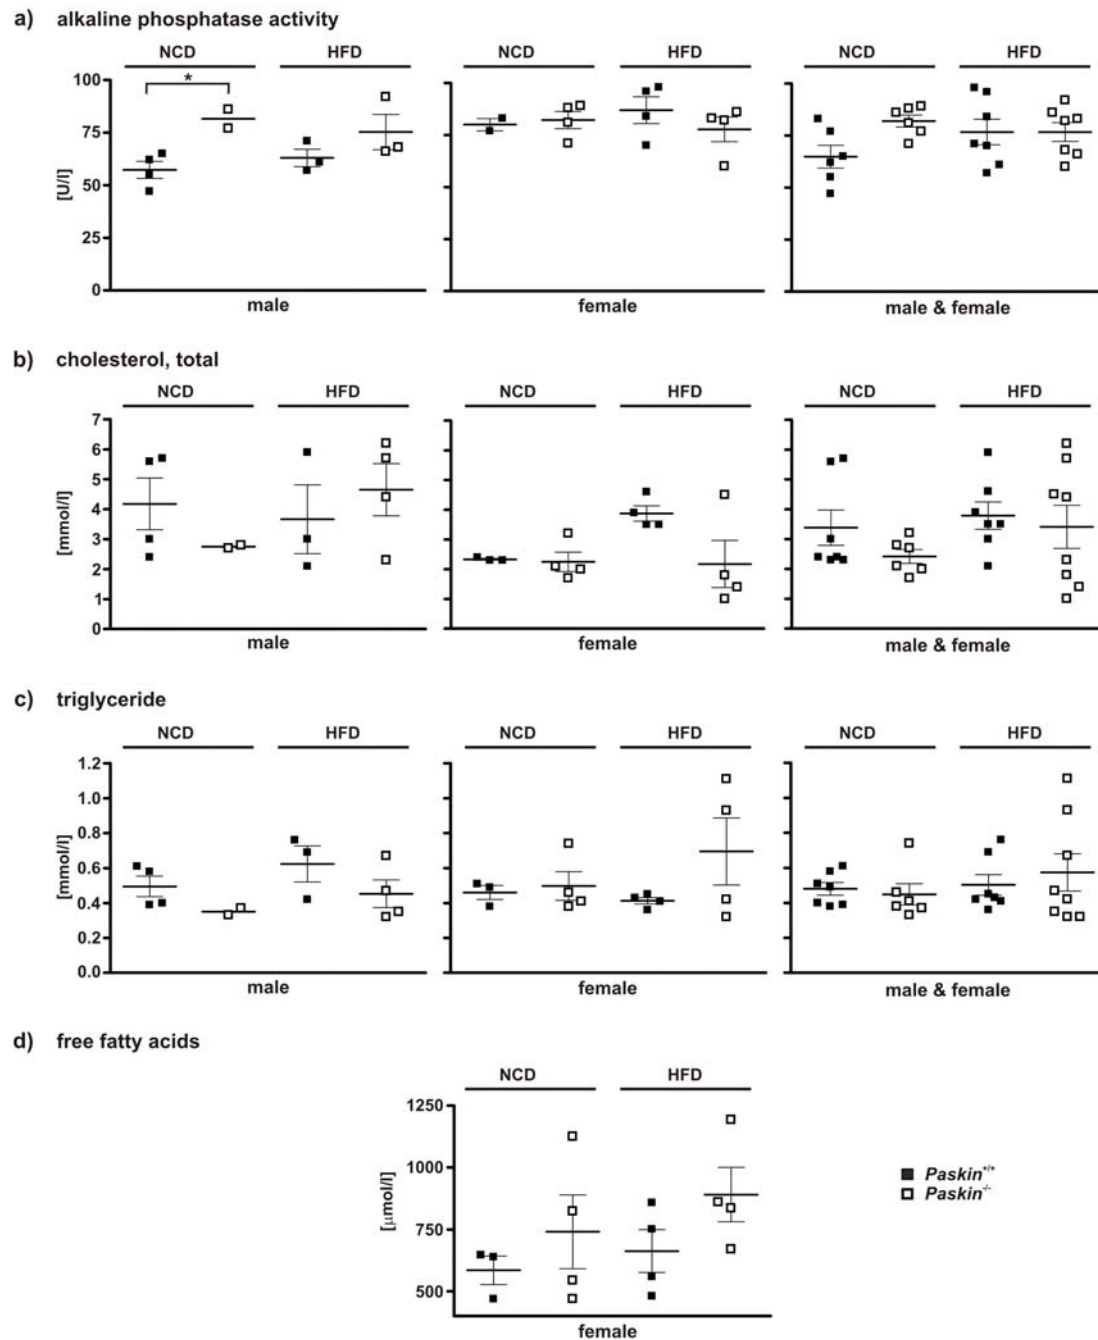 a) alkaline phosphatase activity
NCD HFD NCD HFD NCD HFD
100
75
50
25
0
[U/l]
*
male female male & female
b) cholesterol, total
NCD HFD NCD HFD NCD HFD
7
6
5
4
3
2
1
0
[mmol/l]
male female male & female
c) triglyceride
NCD HFD NCD HFD NCD HFD
1.2
1.0
0.8
0.6
0.4
0.2
0.0
[mmol/l]
male female male & female
d) free fatty acids
NCD HFD
1250
1000
750
500
[µmol/l]
female
Paskin+/+
Paskin-/-